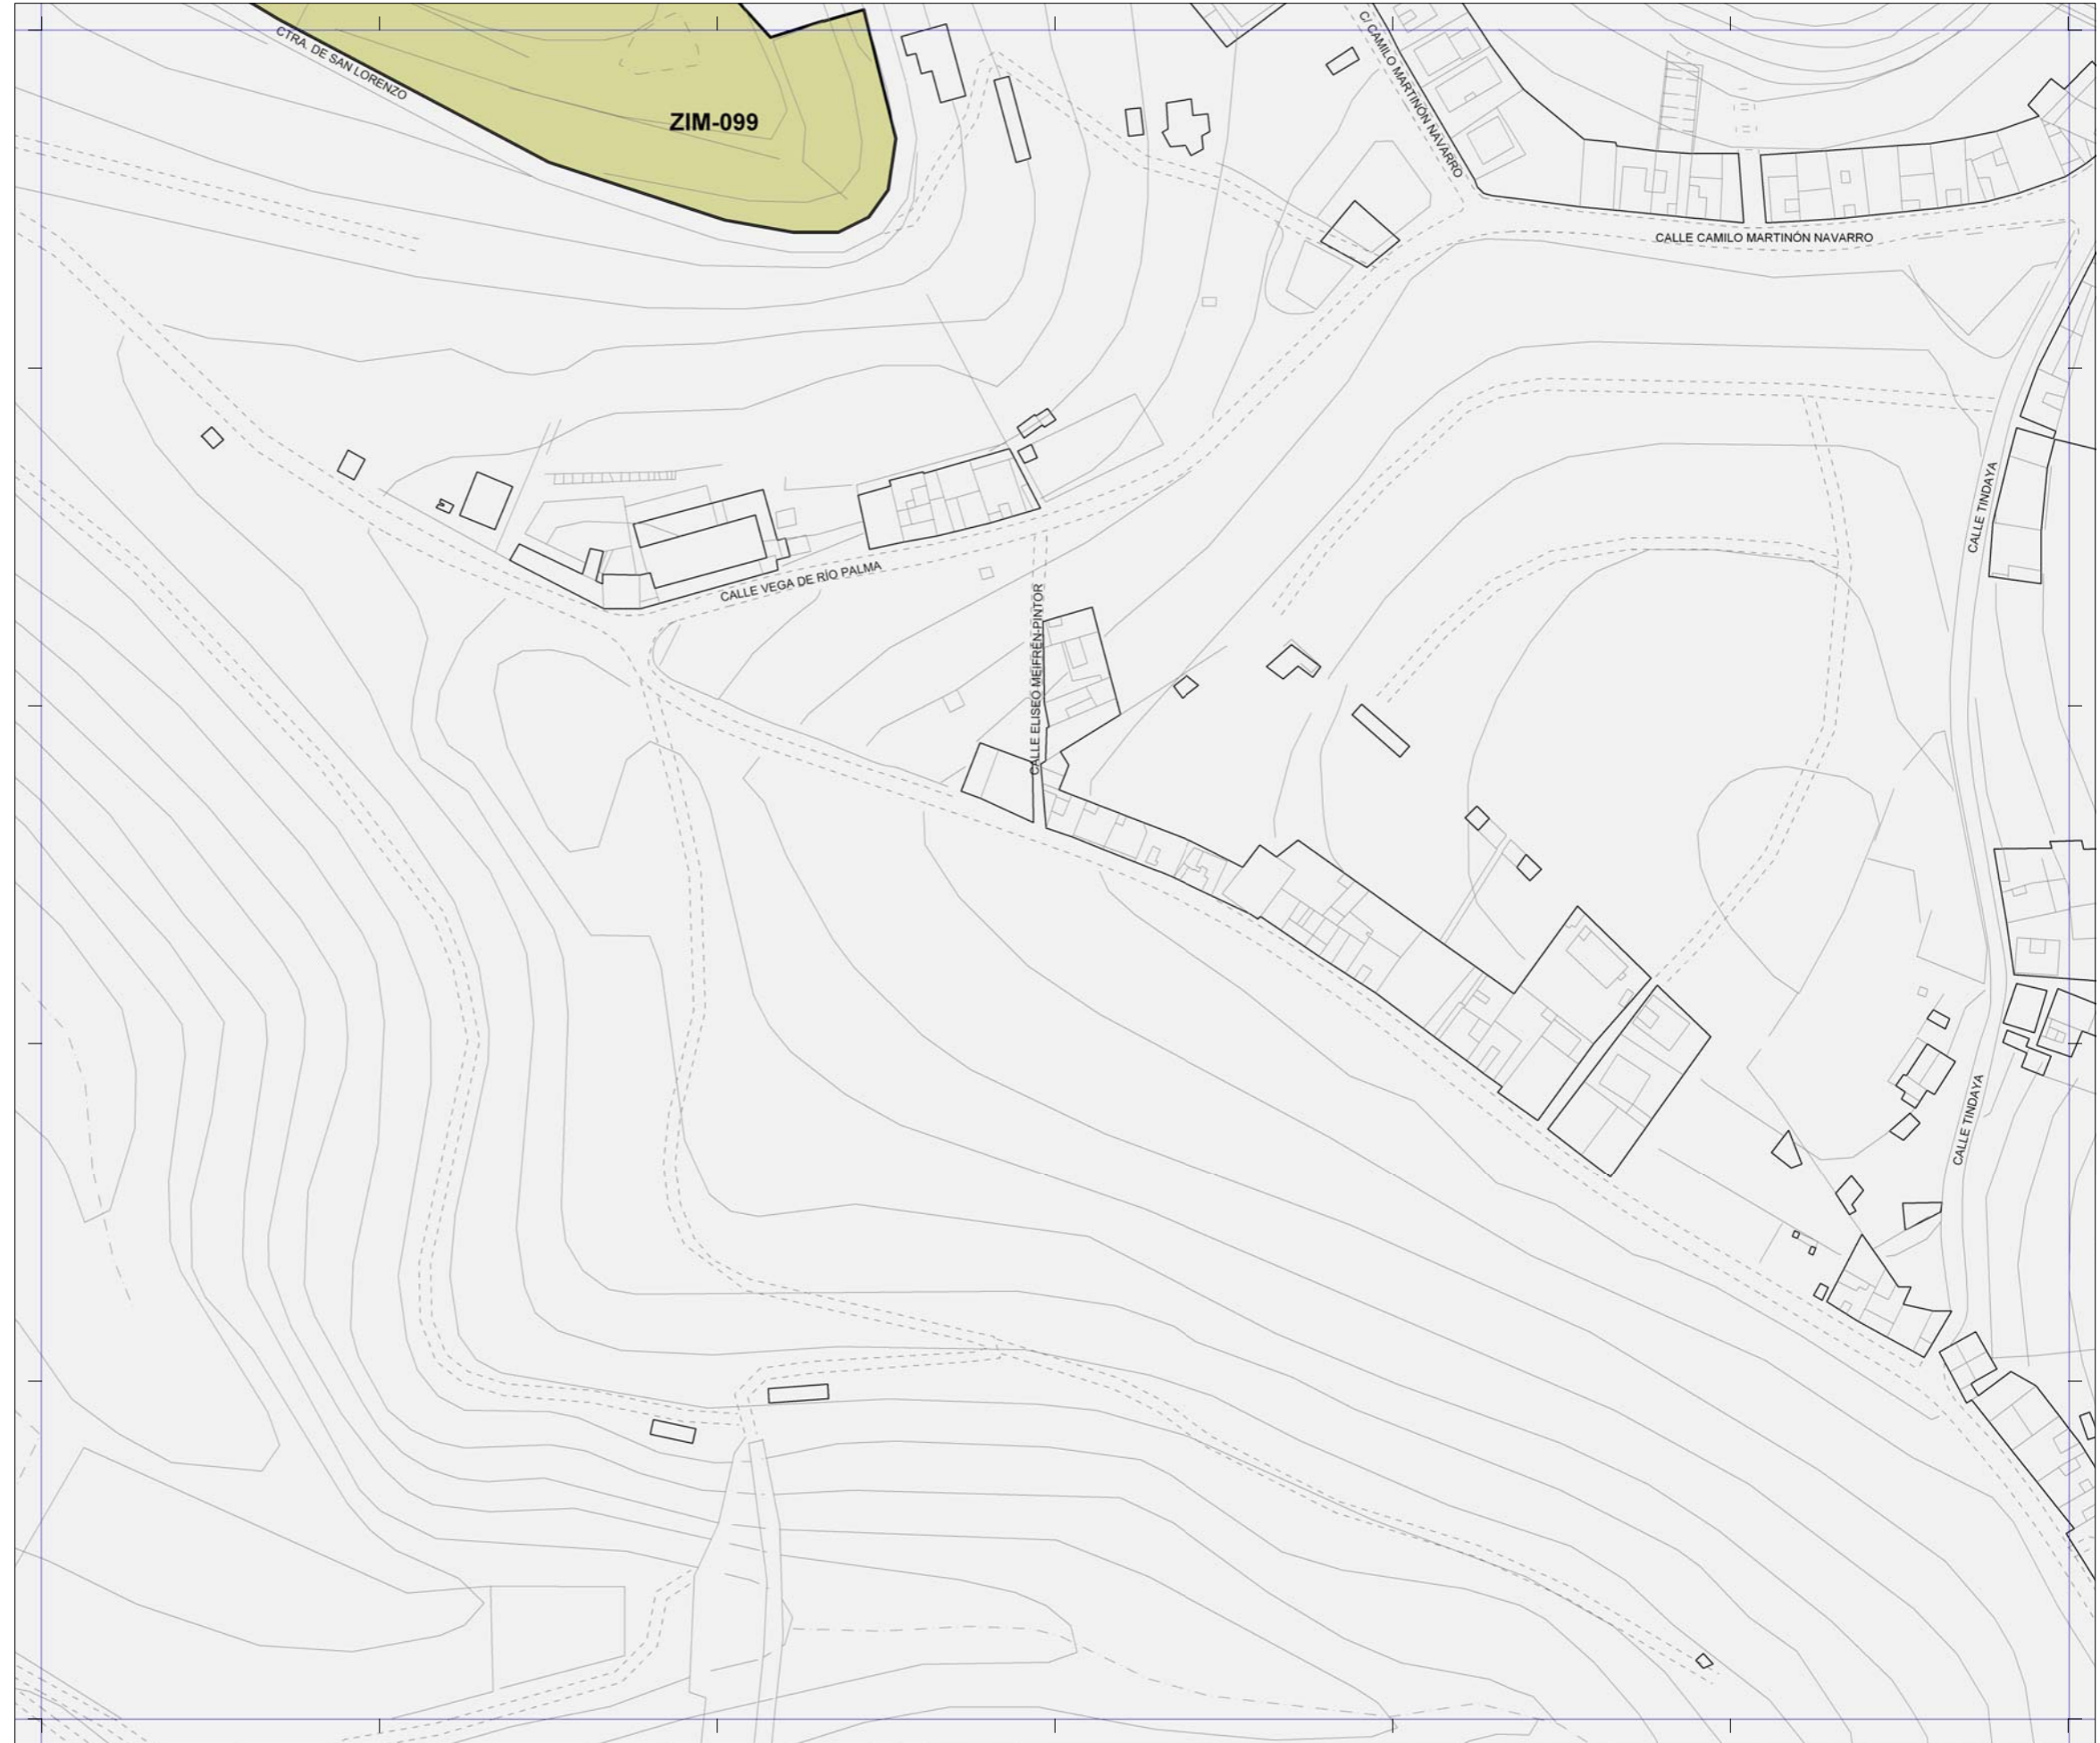 CTRA. DE SAN LORENZO
ZIM-099
C/ CAMILO MARTINÓN NAVARRO
CALLE CAMILO MARTINÓN NAVARRO
CALLE TINDAYA
CALLE VEGA DE RÍO PALMA
CALLE ELISEO MEIFRÉN-PINTOR
CALLE TINDAYA